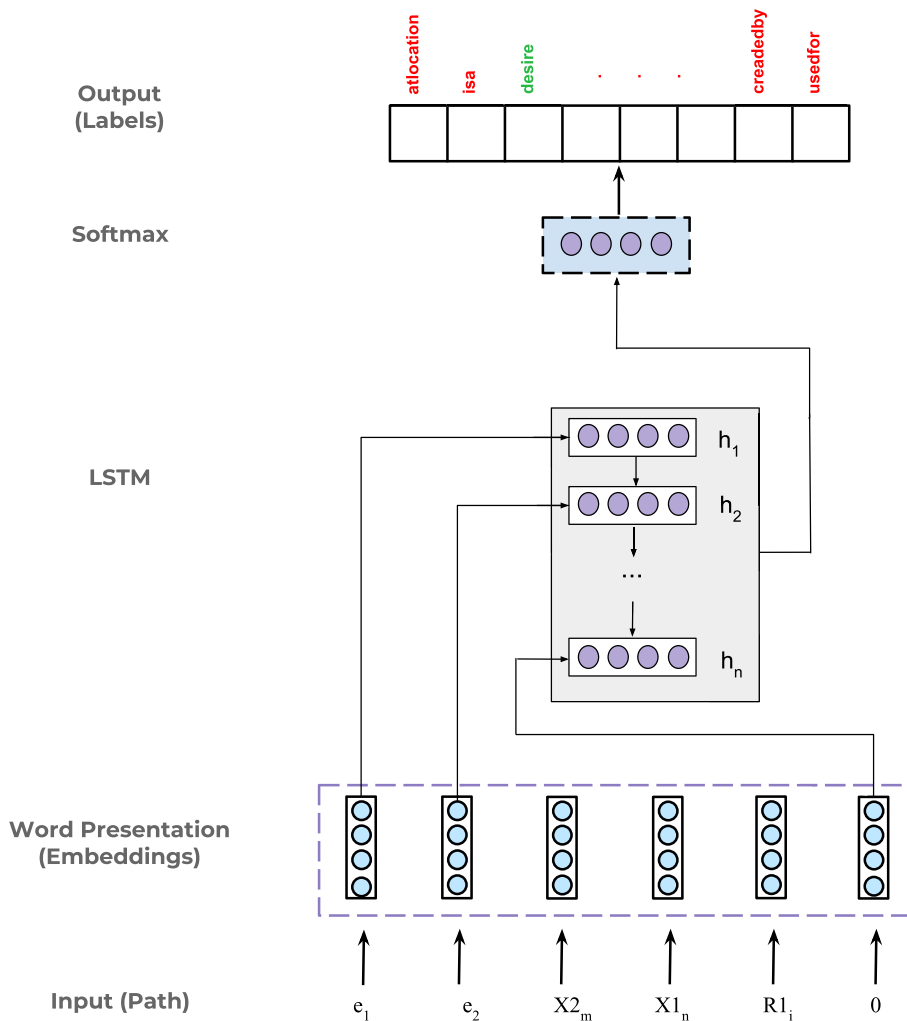 atlocation
isa
desire
. . .
creadedby
usedfor
Output
(Labels)
Softmax
LSTM
h1
h2
...
hn
Word Presentation
(Embeddings)
Input (Path)
e1
e2
X2m
X1n
R1i
0